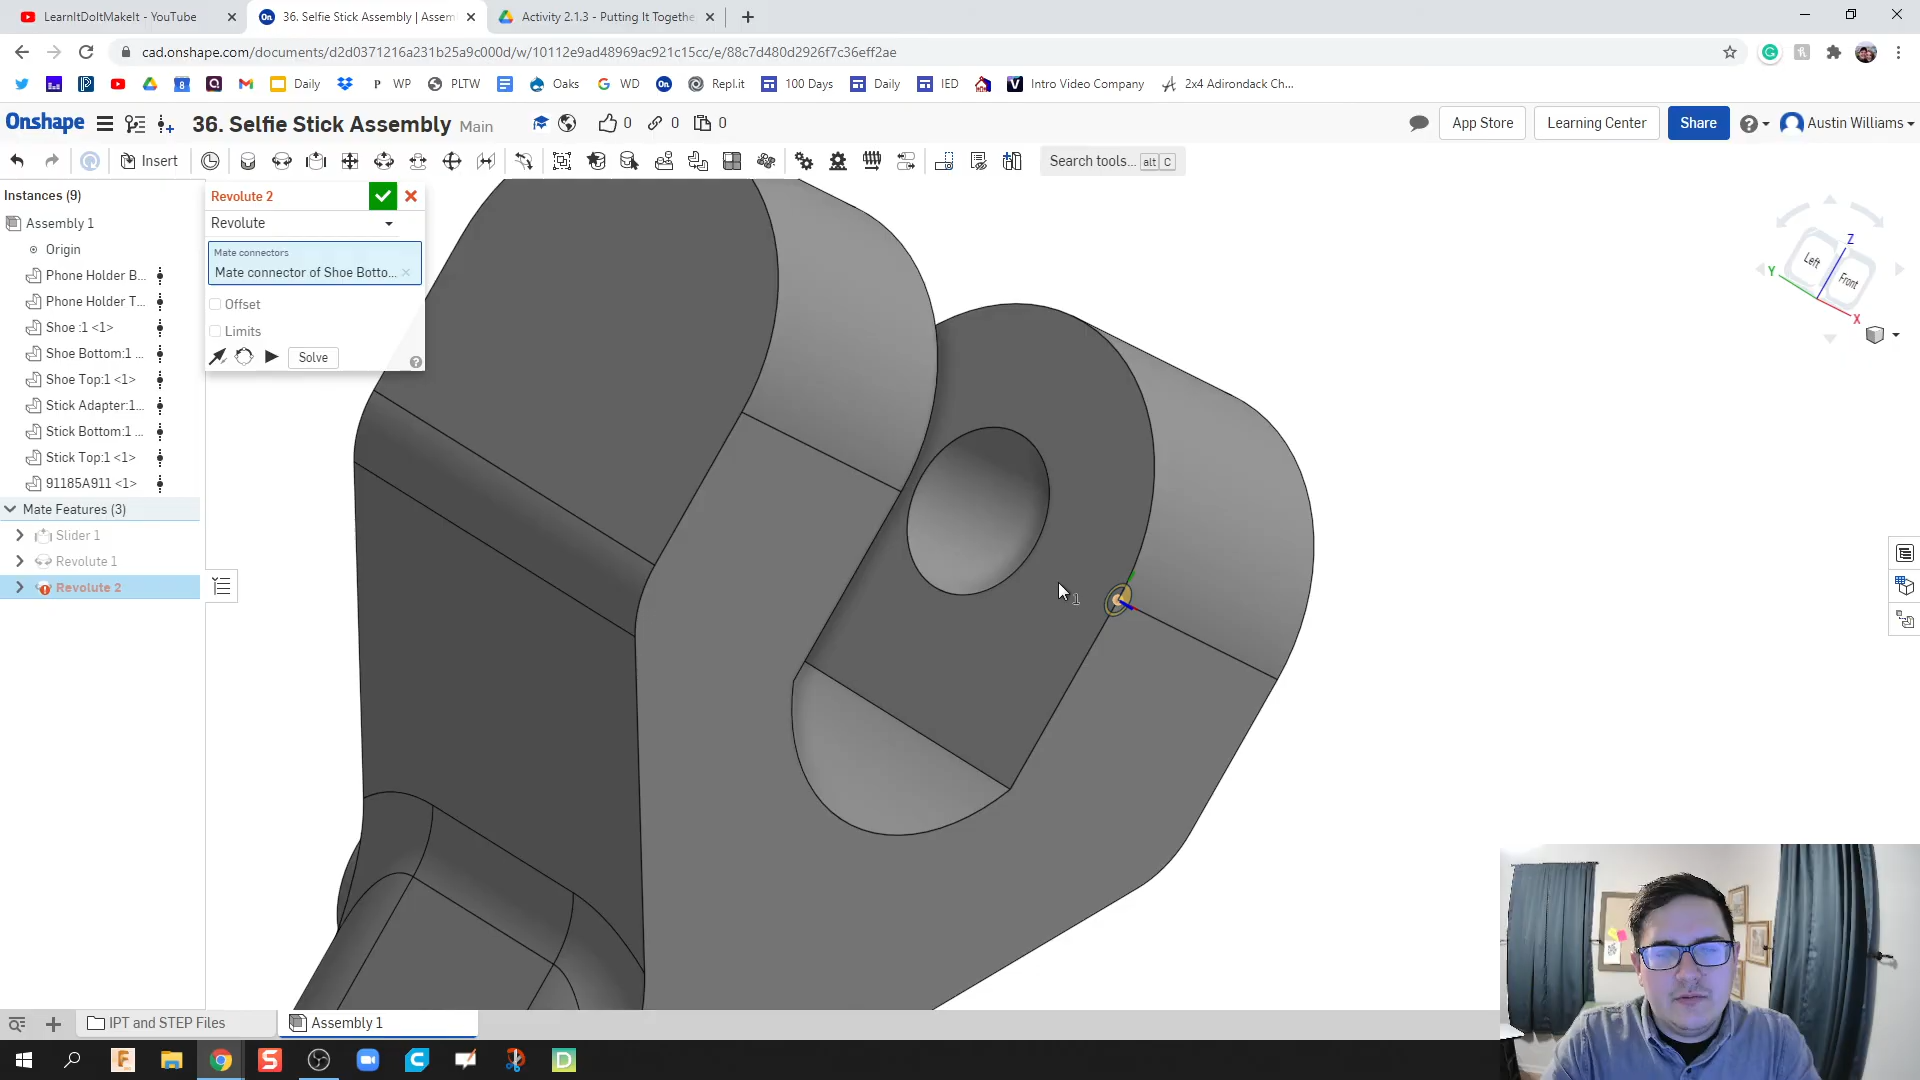 LearnItDoItMakeIt - YouTube
36. Selfie Stick Assembly | Assem
Activity 2.1.3 - Putting It Togethe
cad.onshape.com/documents/d2d0371216a231b25a9c000d/w/10112e9ad48969ac921c15cc/e/88c7d480d2926f7c36eff2ae
Daily
WP
PLTW
Oaks
WD
Repl.it
100 Days
Daily
IED
Intro Video Company
2x4 Adirondack Ch...
Onshape
36. Selfie Stick Assembly Main
0
0
0
App Store
Learning Center
Share
Austin Williams
Insert
Search tools... alt C
Instances (9)
Assembly 1
Origin
Phone Holder B...
Phone Holder T...
Shoe :1 <1>
Shoe Bottom:1 ...
Shoe Top:1 <1>
Stick Adapter:1...
Stick Bottom:1 ...
Stick Top:1 <1>
91185A911 <1>
Mate Features (3)
Slider 1
Revolute 1
Revolute 2
Revolute 2
Revolute
Mate connectors
Mate connector of Shoe Botto...
Offset
Limits
Solve
1
Z
Left
Front
Y
X
IPT and STEP Files
Assembly 1